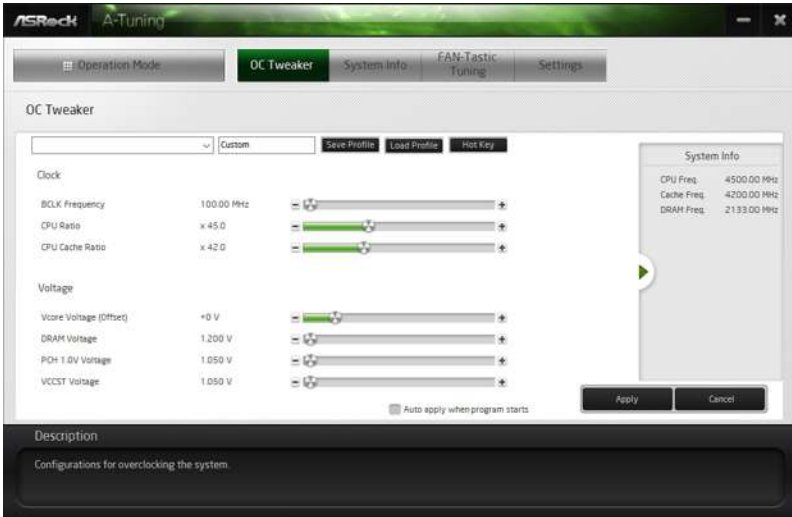 ASRock A-Tuning
Operation Mode
OC Tweaker
System Info
FAN-Tastic
Tuning
Settings
OC Tweaker
Custom
Save Profile
Load Profile
Hot Key
Clock
BCLK Frequency 100.00 MHz
CPU Ratio x 45.0
CPU Cache Ratio x 42.0
Voltage
Vcore Voltage (Offset) +0 V
DRAM Voltage 1.200 V
PCH 1.0V Voltage 1.050 V
VCCST Voltage 1.050 V
Auto apply when program starts
System Info
CPU Freq. 4500.00 MHz
Cache Freq. 4200.00 MHz
DRAM Freq. 2133.00 MHz
Apply
Cancel
Description
Configurations for overclocking the system.